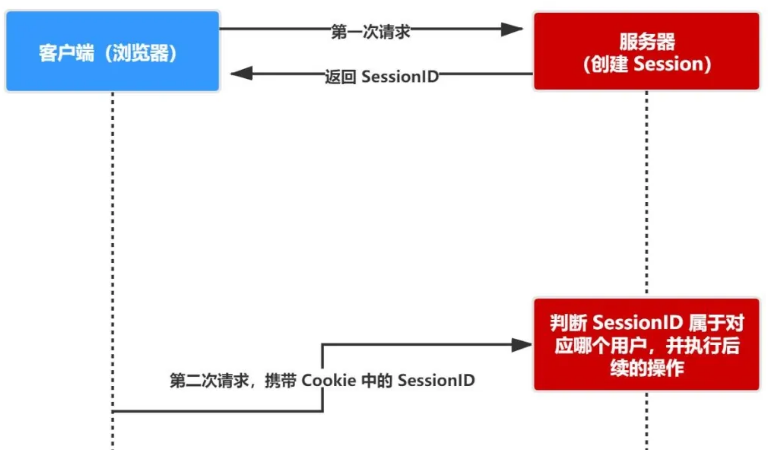 客户端（浏览器）
第一次请求
服务器
（创建 Session）
返回 SessionID
判断 SessionID 属于对
应哪个用户，并执行后
续的操作
第二次请求，携带 Cookie 中的 SessionID